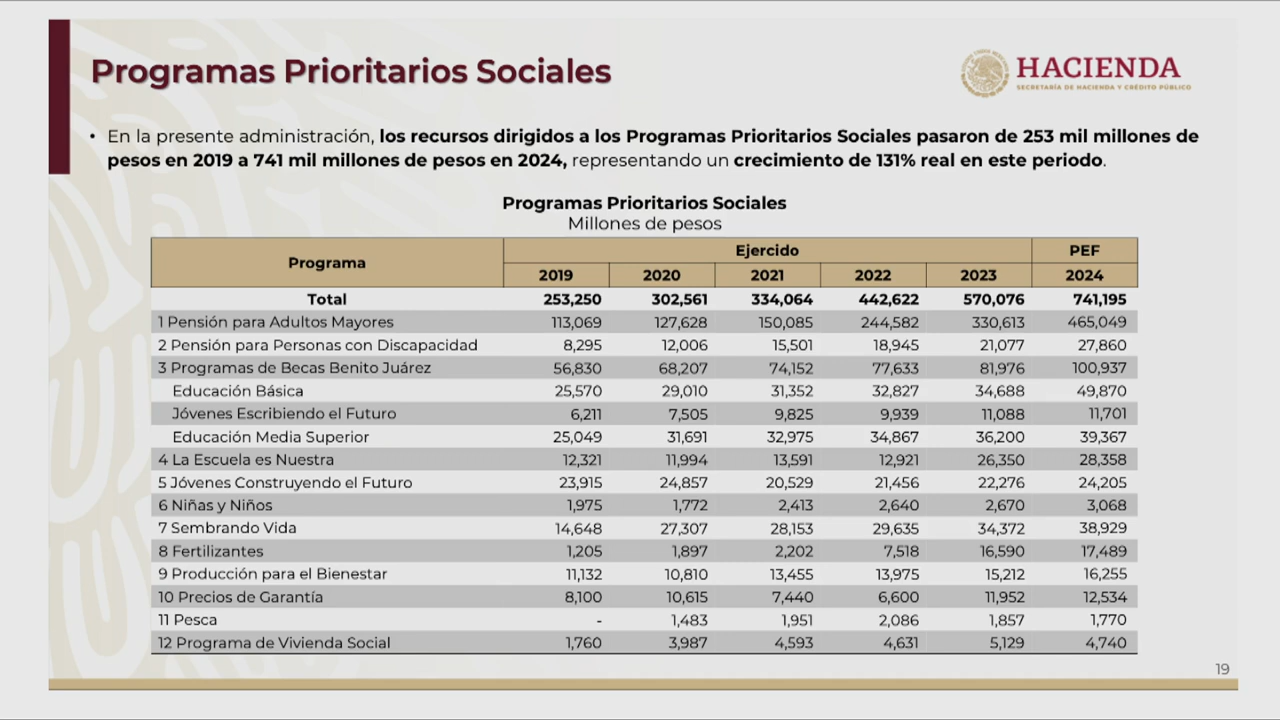 Programas Prioritarios Sociales
HACIENDA
SECRETARÍA DE HACIENDA Y CRÉDITO PÚBLICO
• En la presente administración, los recursos dirigidos a los Programas Prioritarios Sociales pasaron de 253 mil millones de
pesos en 2019 a 741 mil millones de pesos en 2024, representando un crecimiento de 131% real en este periodo.
Programas Prioritarios Sociales
Millones de pesos
Programa Ejercido PEF
2019 2020 2021 2022 2023 2024
Total 253,250 302,561 334,064 442,622 570,076 741,195
1 Pensión para Adultos Mayores 113,069 127,628 150,085 244,582 330,613 465,049
2 Pensión para Personas con Discapacidad 8,295 12,006 15,501 18,945 21,077 27,860
3 Programas de Becas Benito Juárez 56,830 68,207 74,152 77,633 81,976 100,937
Educación Básica 25,570 29,010 31,352 32,827 34,688 49,870
Jóvenes Escribiendo el Futuro 6,211 7,505 9,825 9,939 11,088 11,701
Educación Media Superior 25,049 31,691 32,975 34,867 36,200 39,367
4 La Escuela es Nuestra 12,321 11,994 13,591 12,921 26,350 28,358
5 Jóvenes Construyendo el Futuro 23,915 24,857 20,529 21,456 22,276 24,205
6 Niñas y Niños 1,975 1,772 2,413 2,640 2,670 3,068
7 Sembrando Vida 14,648 27,307 28,153 29,635 34,372 38,929
8 Fertilizantes 1,205 1,897 2,202 7,518 16,590 17,489
9 Producción para el Bienestar 11,132 10,810 13,455 13,975 15,212 16,255
10 Precios de Garantía 8,100 10,615 7,440 6,600 11,952 12,534
11 Pesca - 1,483 1,951 2,086 1,857 1,770
12 Programa de Vivienda Social 1,760 3,987 4,593 4,631 5,129 4,740
19